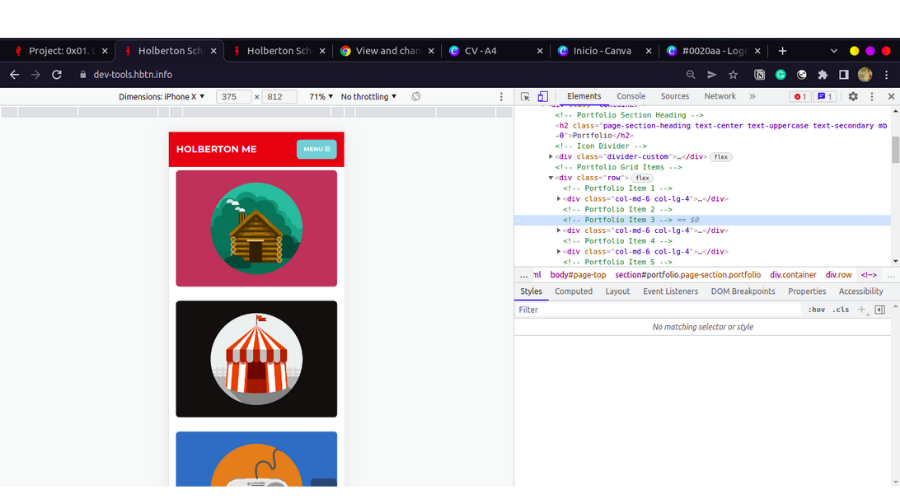 Project: 0x01. D
Holberton Sch
Holberton Sch
View and chan
CV - A4
Inicio - Canva
#0020aa - Logo
dev-tools.hbtn.info
Dimensions: iPhone X ▼ 375 × 812 71% ▼ No throttling ▼
Elements Console Sources Network » 1 1
HOLBERTON ME
MENU
<div class="container">
<!-- Portfolio Section Heading -->
<h2 class="page-section-heading text-center text-uppercase text-secondary mb
-0">Portfolio</h2>
<!-- Icon Divider -->
▶<div class="divider-custom">…</div> flex
<!-- Portfolio Grid Items -->
▼<div class="row"> flex
<!-- Portfolio Item 1 -->
▶<div class="col-md-6 col-lg-4">…</div>
<!-- Portfolio Item 2 -->
... <!-- Portfolio Item 3 --> == $0
▶<div class="col-md-6 col-lg-4">…</div>
<!-- Portfolio Item 4 -->
▶<div class="col-md-6 col-lg-4">…</div>
<!-- Portfolio Item 5 -->
... ml body#page-top section#portfolio.page-section.portfolio div.container div.row <!--> ...
Styles Computed Layout Event Listeners DOM Breakpoints Properties Accessibility
Filter :hov .cls +
No matching selector or style